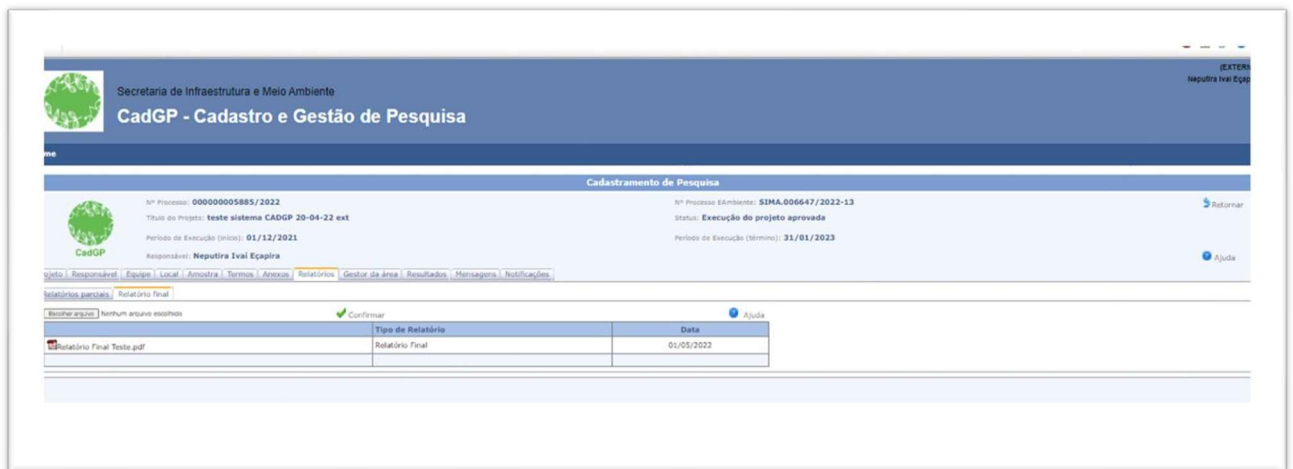 (EXTERN
Neputira Ivai Eçap
Secretaria de Infraestrutura e Meio Ambiente
CadGP - Cadastro e Gestão de Pesquisa
me
Cadastramento de Pesquisa
Nº Processo: 000000005885/2022
Nº Processo EAmbiente: SIMA.006647/2022-13
Retornar
Título do Projeto: teste sistema CADGP 20-04-22 ext
Status: Execução do projeto aprovada
Período de Execução (início): 01/12/2021
Período de Execução (término): 31/01/2023
CadGP
Responsável: Neputira Ivai Eçapira
Ajuda
ojeto Responsável Equipe Local Amostra Termos Anexos Relatórios Gestor da área Resultados Mensagens Notificações
Relatórios parciais Relatório final
Escolher arquivo Nenhum arquivo escolhido Confirmar Ajuda
Tipo de Relatório Data
Relatório Final Teste.pdf Relatório Final 01/05/2022